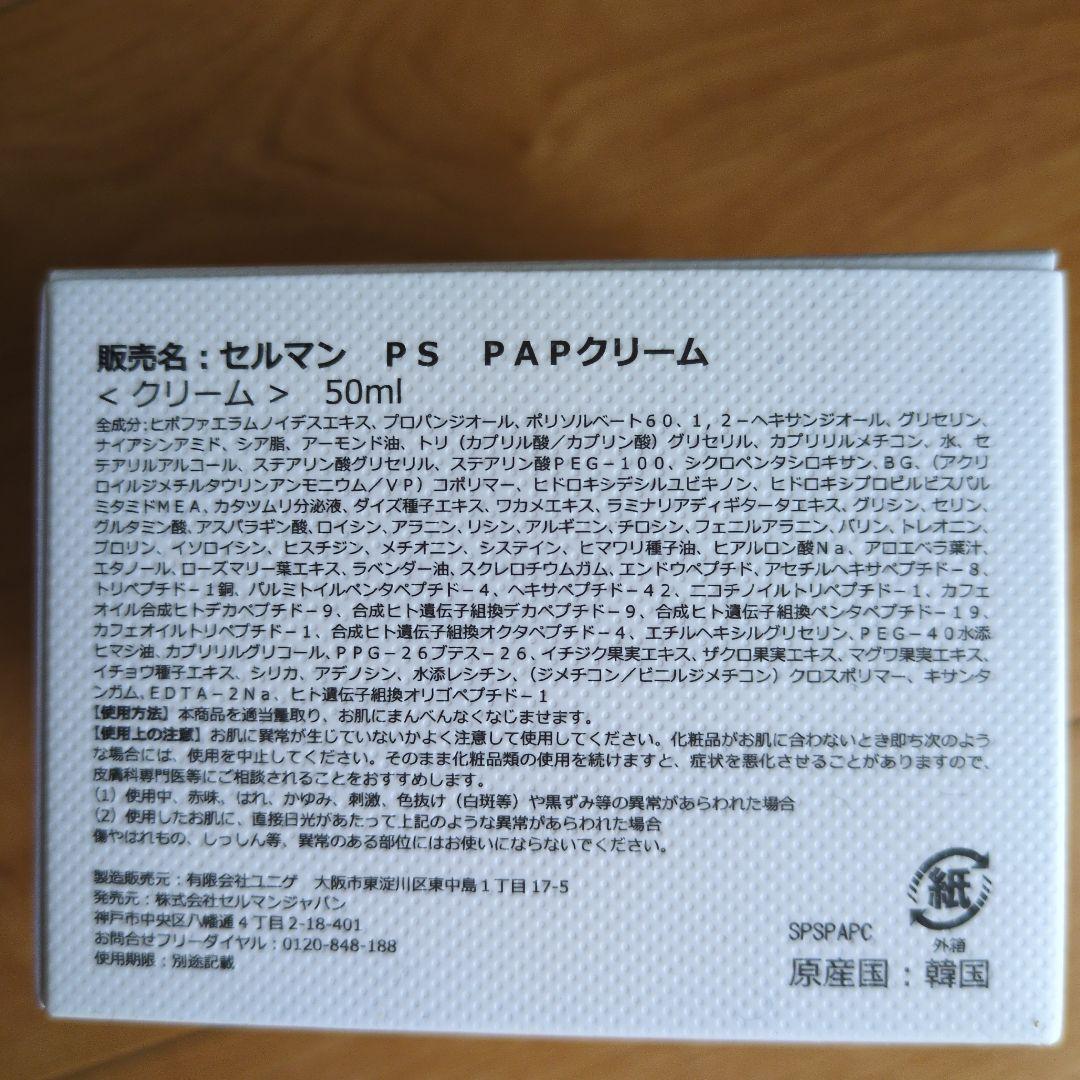 販売名：セルマン　ＰＳ　ＰＡＰクリーム
＜クリーム＞　50ml
全成分:ヒポファエラムノイデスエキス、プロパンジオール、ポリソルベート６０、１，２－ヘキサンジオール、グリセリン、
ナイアシンアミド、シア脂、アーモンド油、トリ（カプリル酸／カプリン酸）グリセリル、カプリリルメチコン、水、セ
テアリルアルコール、ステアリン酸グリセリル、ステアリン酸ＰＥＧ－１００、シクロペンタシロキサン、ＢＧ、（アクリ
ロイルジメチルタウリンアンモニウム／ＶＰ）コポリマー、ヒドロキシデシルユビキノン、ヒドロキシプロピルビスパル
ミタミドＭＥＡ、カタツムリ分泌液、ダイズ種子エキス、ワカメエキス、ラミナリアディギタータエキス、グリシン、セリン、
グルタミン酸、アスパラギン酸、ロイシン、アラニン、リシン、アルギニン、チロシン、フェニルアラニン、バリン、トレオニン、
プロリン、イソロイシン、ヒスチジン、メチオニン、システイン、ヒマワリ種子油、ヒアルロン酸Ｎａ、アロエベラ葉汁、
エタノール、ローズマリー葉エキス、ラベンダー油、スクレロチウムガム、エンドウペプチド、アセチルヘキサペプチド－８、
トリペプチド－１銅、パルミトイルペンタペプチド－４、ヘキサペプチド－４２、ニコチノイルトリペプチド－１、カフェ
オイル合成ヒトデカペプチド－９、合成ヒト遺伝子組換デカペプチド－９、合成ヒト遺伝子組換ペンタペプチド－１９、
カフェオイルトリペプチド－１、合成ヒト遺伝子組換オクタペプチド－４、エチルヘキシルグリセリン、ＰＥＧ－４０水添
ヒマシ油、カプリリルグリコール、ＰＰＧ－２６ブテス－２６、イチジク果実エキス、ザクロ果実エキス、マグワ果実エキス、
イチョウ種子エキス、シリカ、アデノシン、水添レシチン、（ジメチコン／ビニルジメチコン）クロスポリマー、キサンタ
ンガム、ＥＤＴＡ－２Ｎａ、ヒト遺伝子組換オリゴペプチド－１
【使用方法】本商品を適当量取り、お肌にまんべんなくなじませます。
【使用上の注意】お肌に異常が生じていないかよく注意して使用してください。化粧品がお肌に合わないとき即ち次のよう
な場合には、使用を中止してください。そのまま化粧品類の使用を続けますと、症状を悪化させることがありますので、
皮膚科専門医等にご相談されることをおすすめします。
（1）使用中、赤味、はれ、かゆみ、刺激、色抜け（白斑等）や黒ずみ等の異常があらわれた場合
（2）使用したお肌に、直接日光があたって上記のような異常があらわれた場合
傷やはれもの、しっしん等、異常のある部位にはお使いにならないでください。
製造販売元：有限会社ユニゲ　大阪市東淀川区東中島１丁目17-5
発売元：株式会社セルマンジャパン
神戸市中央区八幡通４丁目2-18-401
お問合せフリーダイヤル：0120-848-188
使用期限：別途記載
紙
外箱
SPSPAPC
原産国：韓国